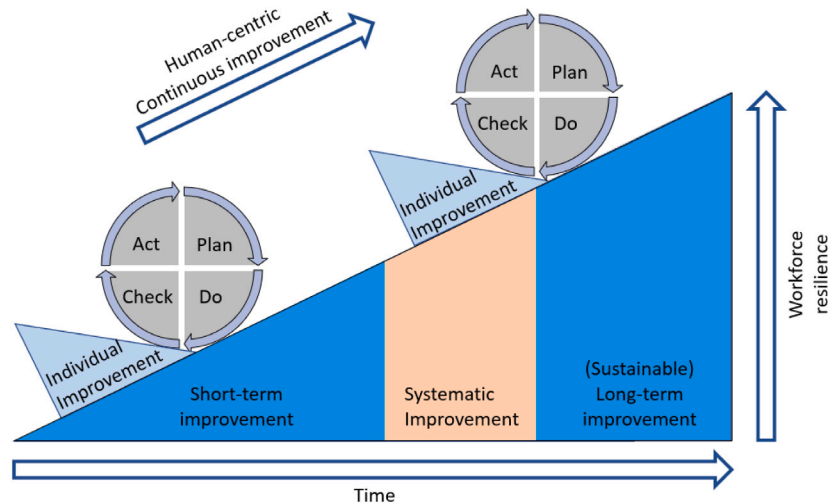 Human-centric
Continuous improvement
Act
Plan
Check
Do
Individual
Improvement
Act
Plan
Check
Do
Individual
Improvement
Short-term
improvement
Systematic
Improvement
(Sustainable)
Long-term
improvement
Workforce
resilience
Time